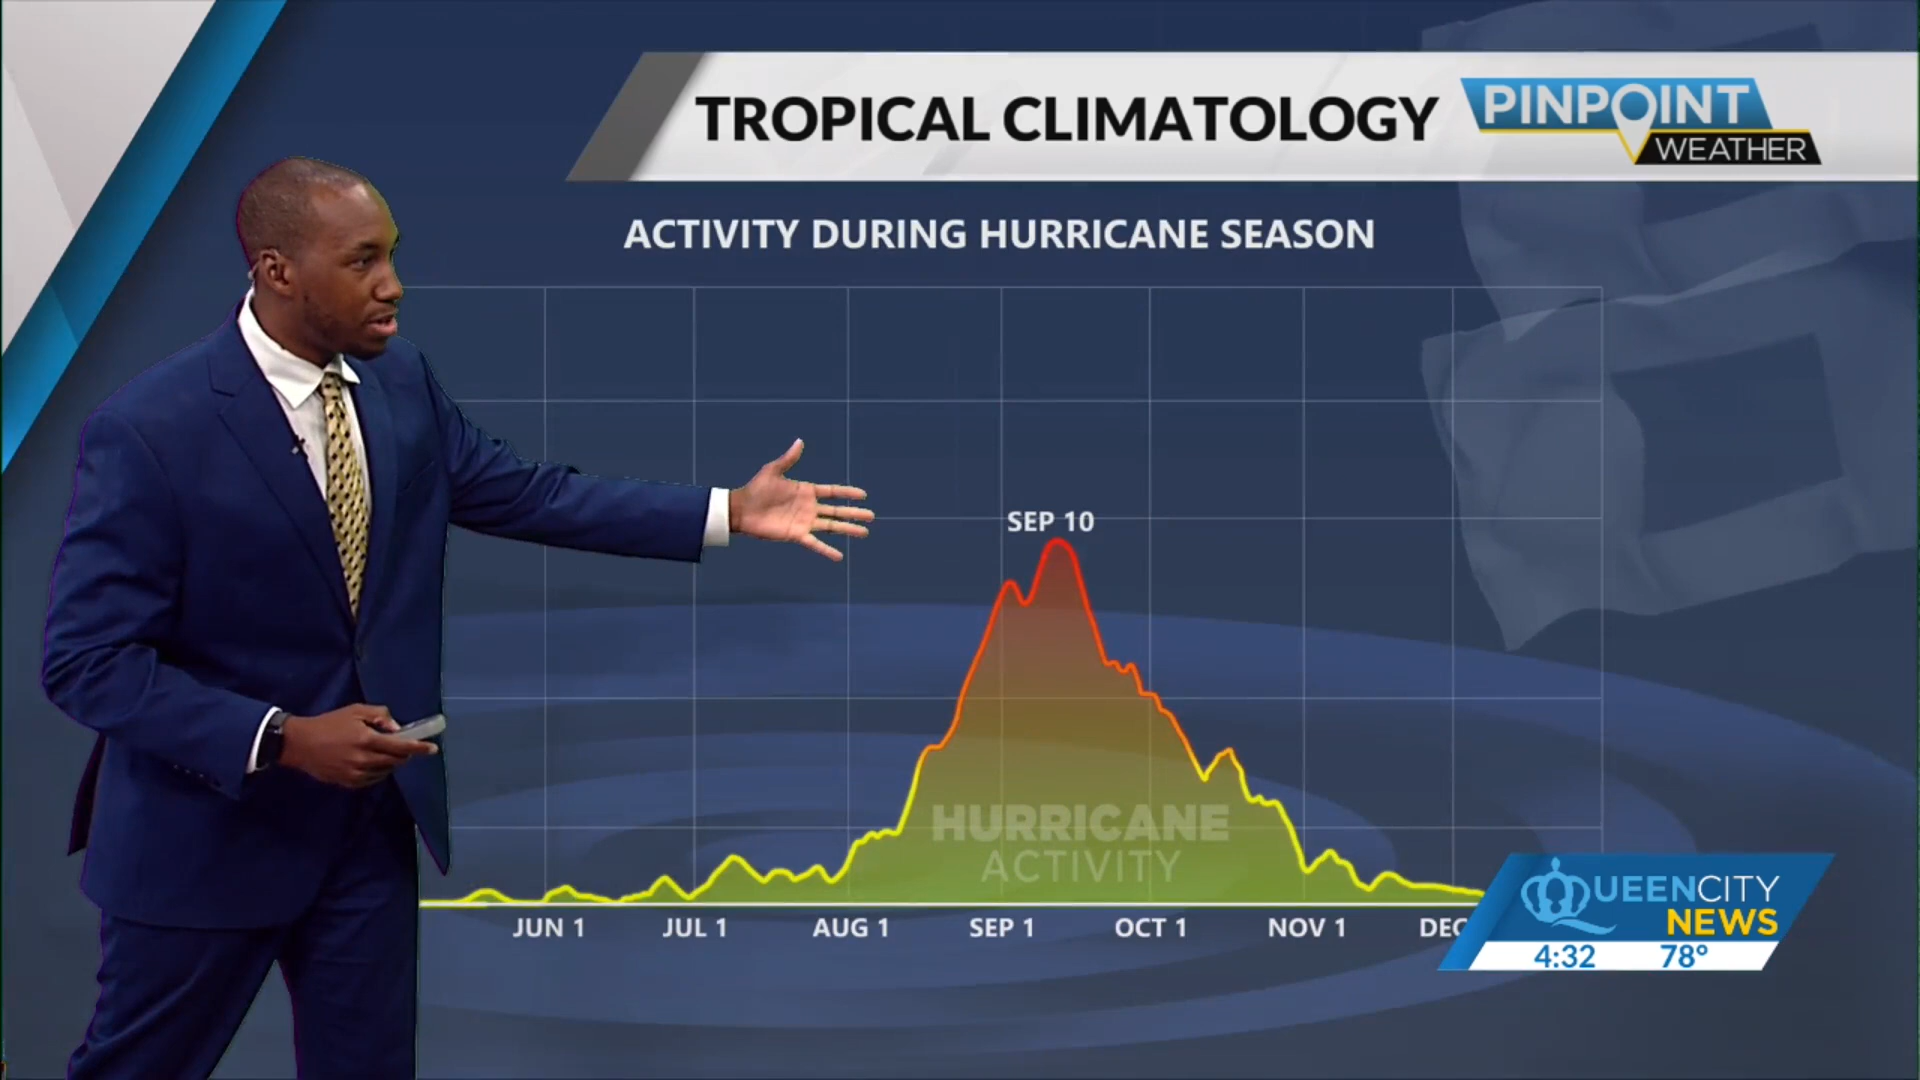 TROPICAL CLIMATOLOGY
PINPOINT
WEATHER
ACTIVITY DURING HURRICANE SEASON
SEP 10
HURRICANE
ACTIVITY
JUN 1 JUL 1 AUG 1 SEP 1 OCT 1 NOV 1 DEC
QUEENCITY
NEWS
4:32 78°